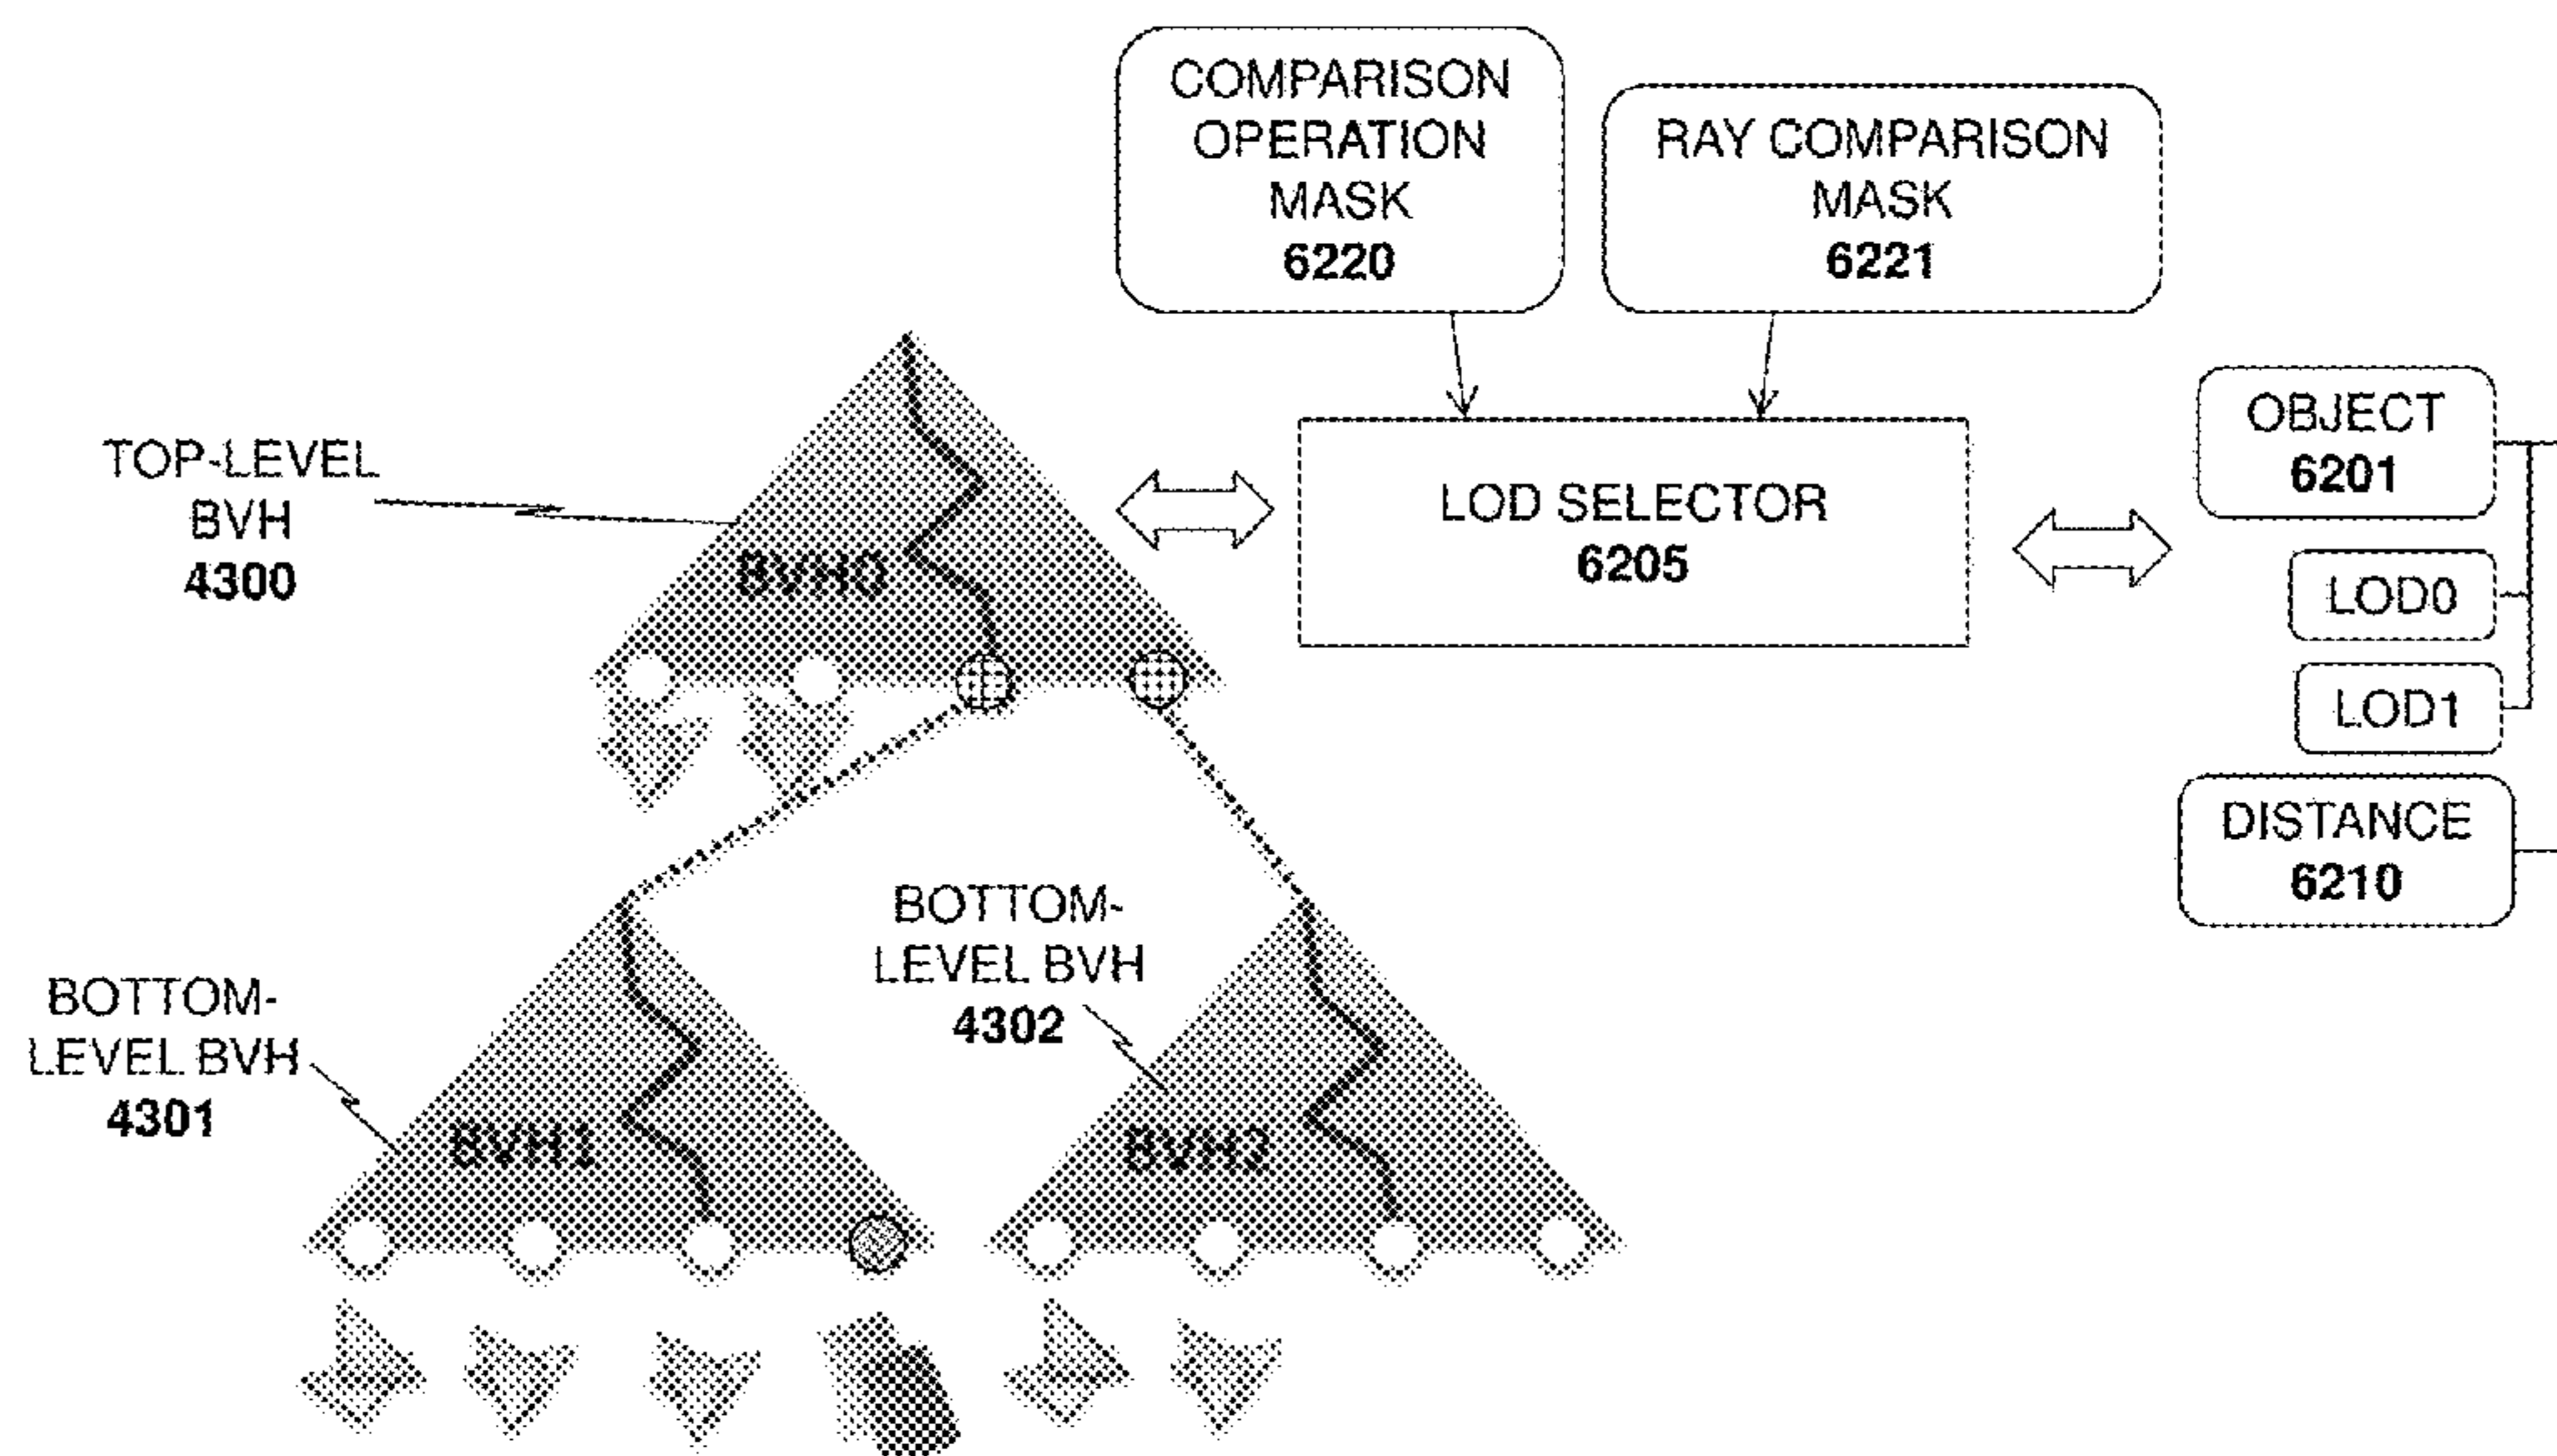 COMPARISON
OPERATION
MASK
6220
RAY COMPARISON
MASK
6221
TOP-LEVEL
BVH
4300
BVH0
LOD SELECTOR
6205
OBJECT
6201
LOD0
LOD1
DISTANCE
6210
BOTTOM-
LEVEL BVH
4301
BVH1
BOTTOM-
LEVEL BVH
4302
BVH2